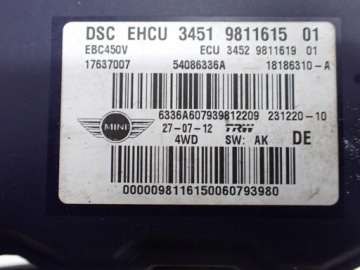 DSC EHCU 3451 9811615 01
EBC450V ECU 3452 9811619 01
17637007 54086336A 18186310-A
6336A607939812209 231220-10
MINI 27-07-12 TRW
4WD SW: AK DE
0000098116150060793980